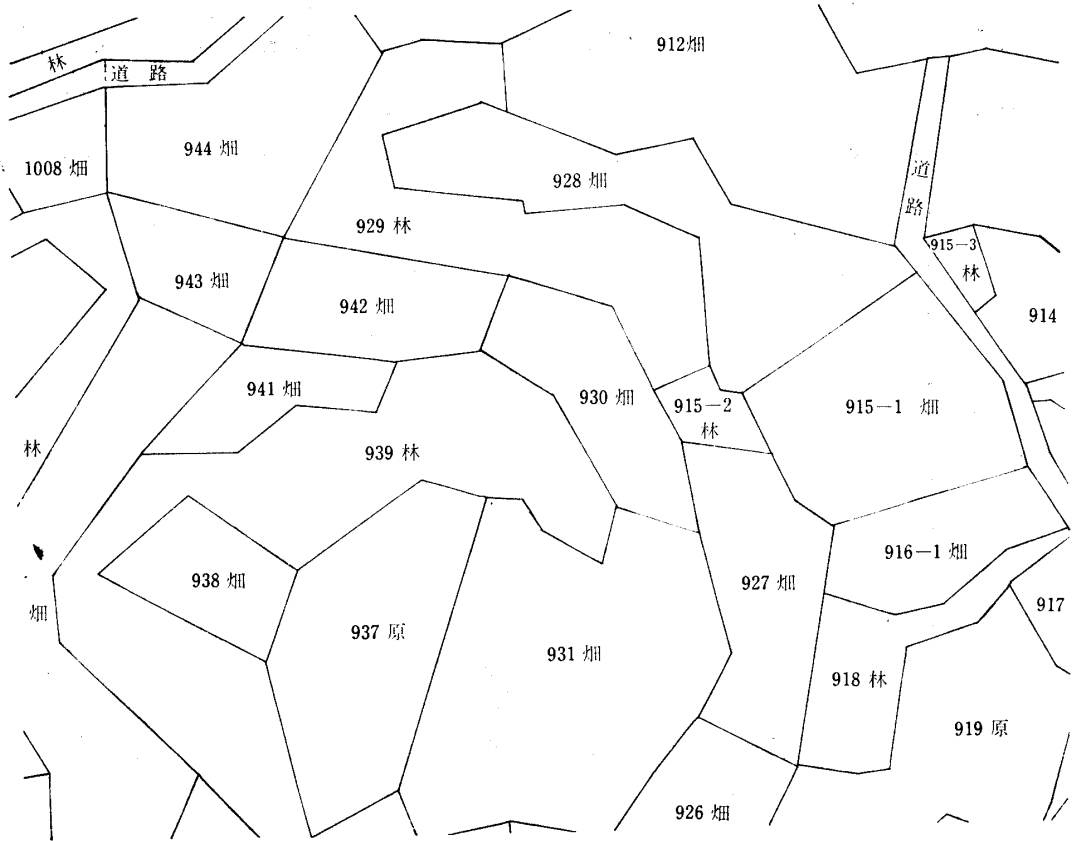 912畑
林
道 路
944 畑
1008 畑
928 畑
道
路
929 林
915-3
林
943 畑
942 畑
914
941 畑
930 畑
915-2
林
915-1 畑
林
939 林
916-1 畑
938 畑
927 畑
917
畑
937 原
931 畑
918 林
919 原
926 畑